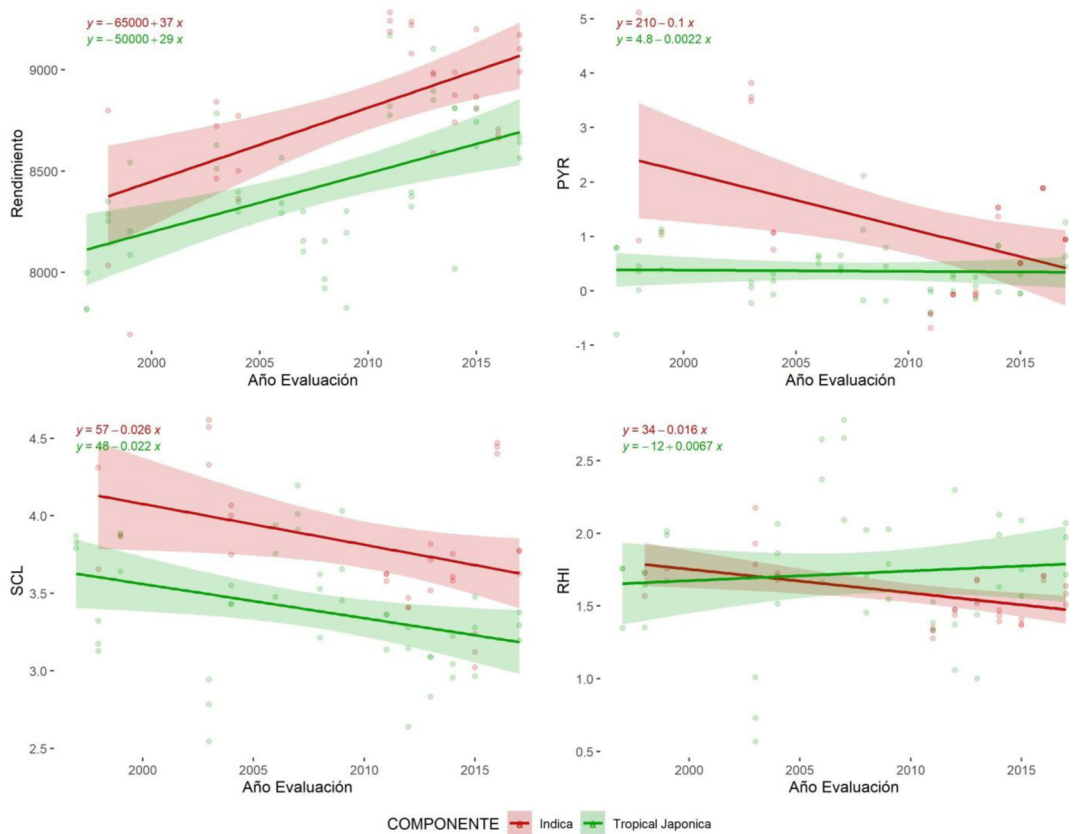 y = −65000 + 37 x
y = −50000 + 29 x
9000
8500
8000
Rendimiento
2000
2005
2010
2015
Año Evaluación
y = 210 − 0.1 x
y = 4.8 − 0.0022 x
5
4
3
2
1
0
-1
PYR
2000
2005
2010
2015
Año Evaluación
y = 57 − 0.026 x
y = 48 − 0.022 x
4.5
4.0
3.5
3.0
2.5
SCL
2000
2005
2010
2015
Año Evaluación
y = 34 − 0.016 x
y = −12 + 0.0067 x
2.5
2.0
1.5
1.0
0.5
RHI
2000
2005
2010
2015
Año Evaluación
COMPONENTE Indica Tropical Japonica